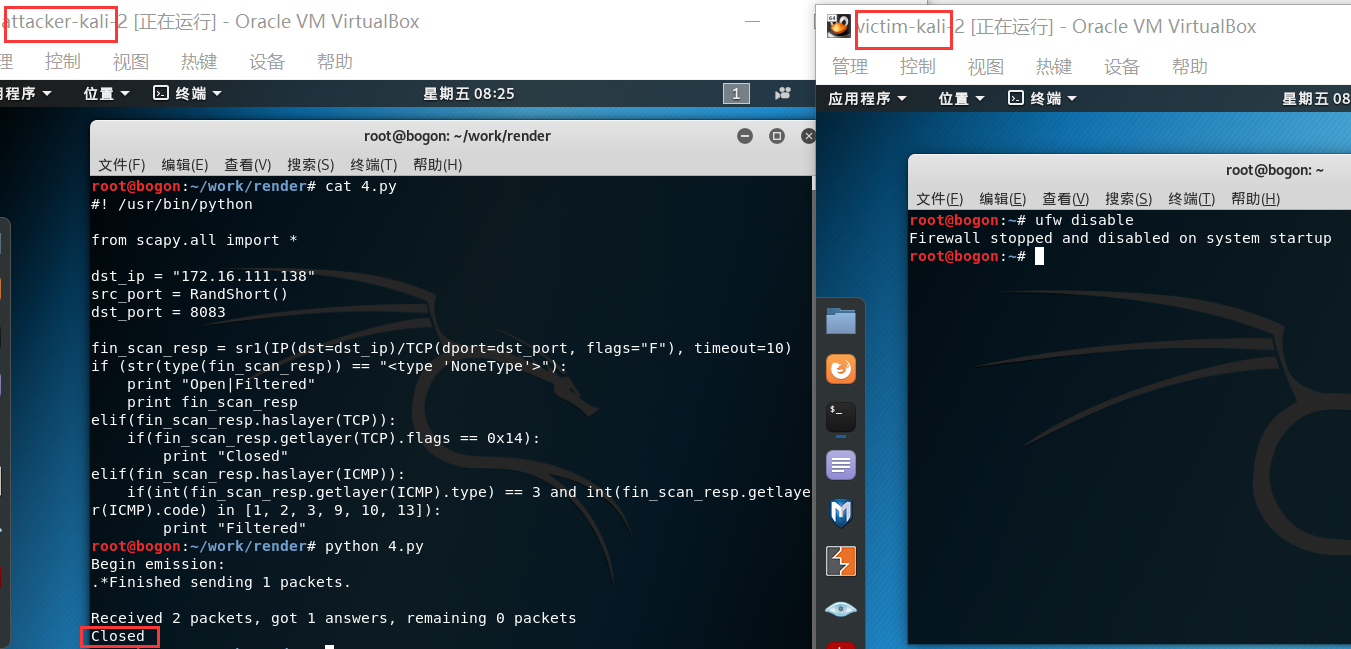 attacker-kali-2 [正在运行] - Oracle VM VirtualBox
理 控制 视图 热键 设备 帮助
用程序 位置 终端 星期五 08:25 1
root@bogon: ~/work/render
文件(F) 编辑(E) 查看(V) 搜索(S) 终端(T) 帮助(H)
root@bogon:~/work/render# cat 4.py
#! /usr/bin/python
from scapy.all import *
dst_ip = "172.16.111.138"
src_port = RandShort()
dst_port = 8083
fin_scan_resp = sr1(IP(dst=dst_ip)/TCP(dport=dst_port, flags="F"), timeout=10)
if (str(type(fin_scan_resp)) == "<type 'NoneType'>"):
    print "Open|Filtered"
    print fin_scan_resp
elif(fin_scan_resp.haslayer(TCP)):
    if(fin_scan_resp.getlayer(TCP).flags == 0x14):
        print "Closed"
elif(fin_scan_resp.haslayer(ICMP)):
    if(int(fin_scan_resp.getlayer(ICMP).type) == 3 and int(fin_scan_resp.getlaye
r(ICMP).code) in [1, 2, 3, 9, 10, 13]):
        print "Filtered"
root@bogon:~/work/render# python 4.py
Begin emission:
.*Finished sending 1 packets.
Received 2 packets, got 1 answers, remaining 0 packets
Closed
victim-kali-2 [正在运行] - Oracle VM VirtualBox
管理 控制 视图 热键 设备 帮助
应用程序 位置 终端 星期五 08
root@bogon: ~
文件(F) 编辑(E) 查看(V) 搜索(S) 终端(T) 帮助(H)
root@bogon:~# ufw disable
Firewall stopped and disabled on system startup
root@bogon:~#